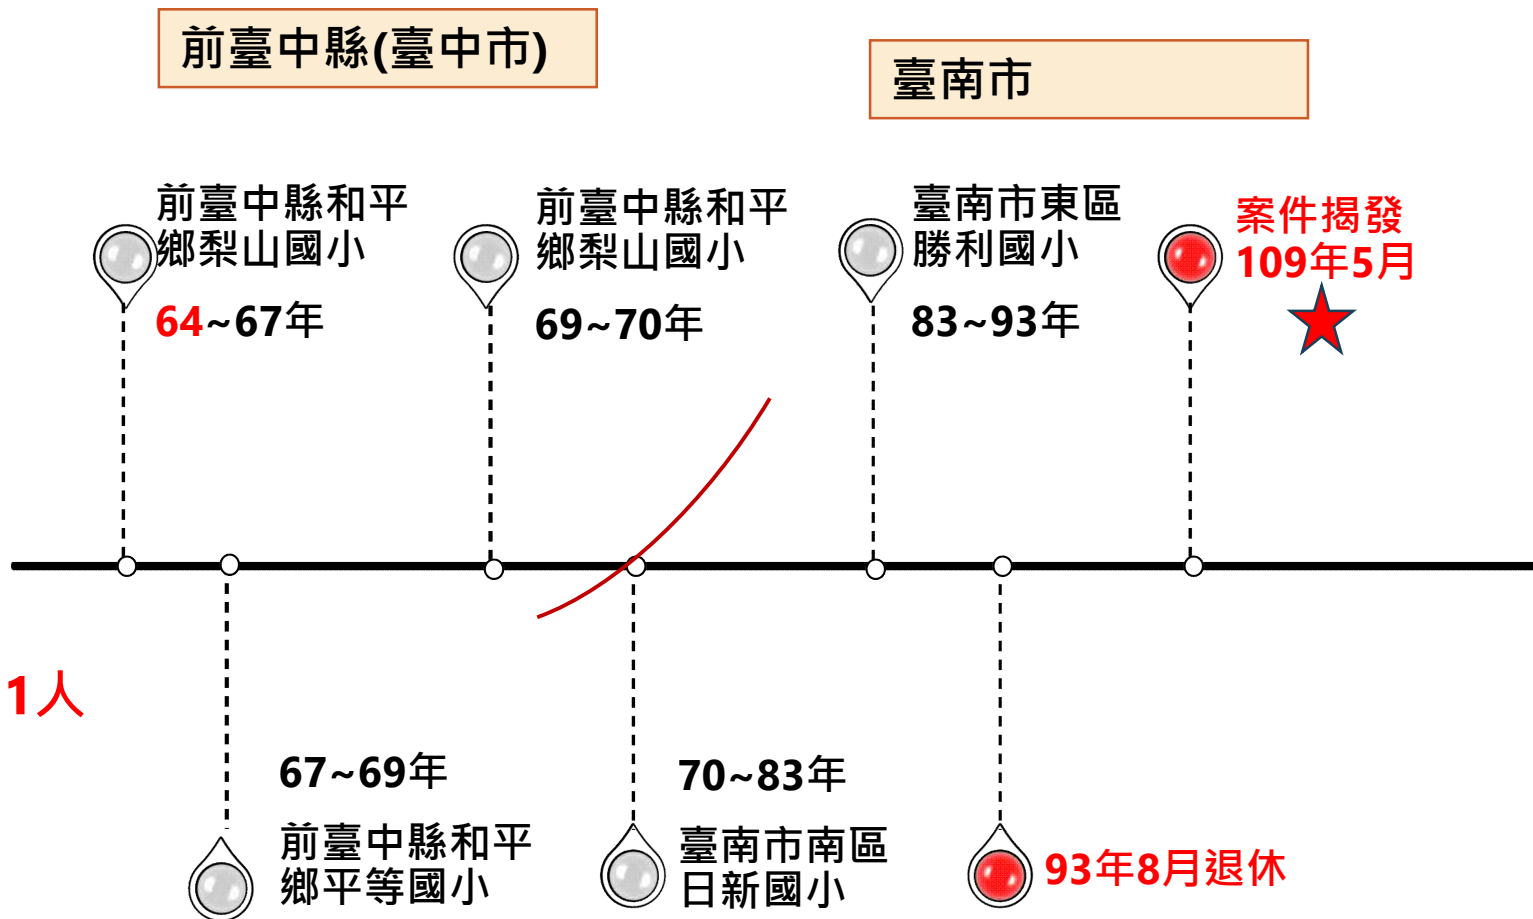 前臺中縣(臺中市)
臺南市
前臺中縣和平
鄉梨山國小
64~67年
前臺中縣和平
鄉梨山國小
69~70年
臺南市東區
勝利國小
83~93年
案件揭發
109年5月
1人
67~69年
前臺中縣和平
鄉平等國小
70~83年
臺南市南區
日新國小
93年8月退休